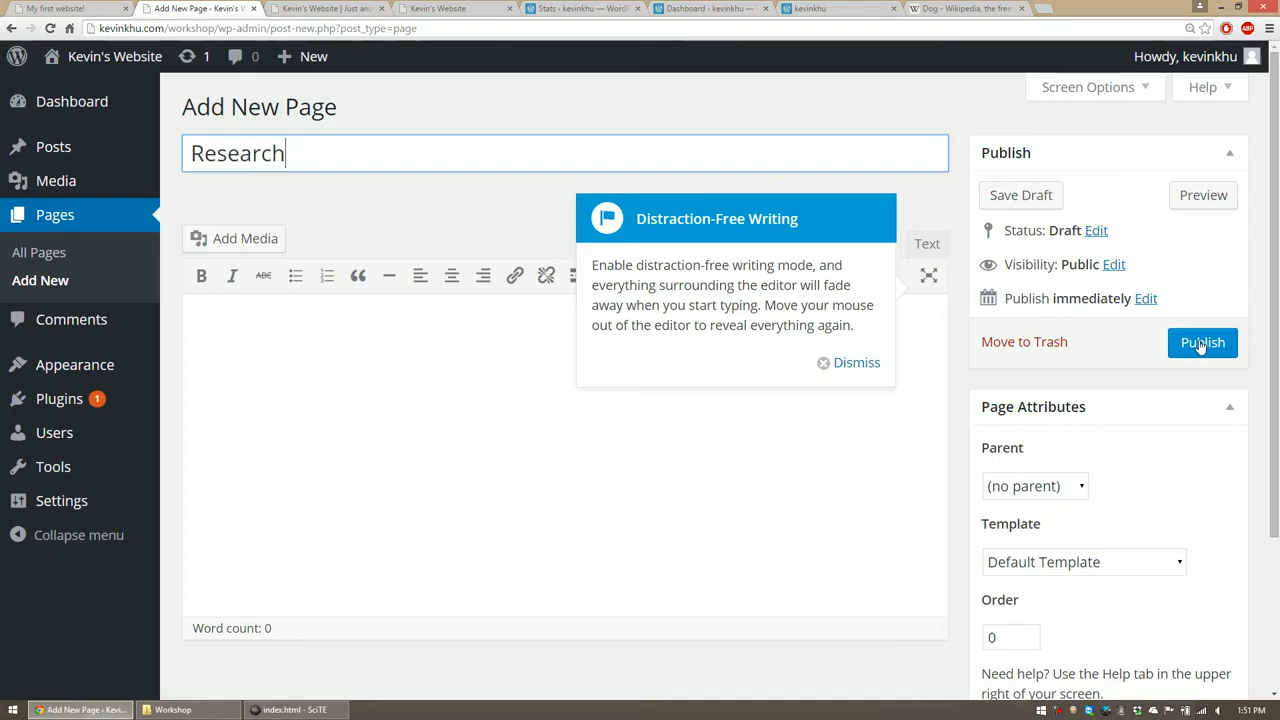 My first website!
Add New Page ‹ Kevin's W
Kevin's Website | Just ano
Kevin's Website
Stats ‹ kevinkhu — WordP
Dashboard ‹ kevinkhu —
kevinkhu
Dog - Wikipedia, the free
kevinkhu.com/workshop/wp-admin/post-new.php?post_type=page
Kevin's Website
1
0
New
Howdy, kevinkhu
Screen Options
Help
Dashboard
Posts
Media
Pages
All Pages
Add New
Comments
Appearance
Plugins 1
Users
Tools
Settings
Collapse menu
Add New Page
Research
Add Media
Text
B I ABC
Distraction-Free Writing
Enable distraction-free writing mode, and
everything surrounding the editor will fade
away when you start typing. Move your mouse
out of the editor to reveal everything again.
Dismiss
Word count: 0
Publish
Save Draft
Preview
Status: Draft Edit
Visibility: Public Edit
Publish immediately Edit
Move to Trash
Publish
Page Attributes
Parent
(no parent)
Template
Default Template
Order
0
Need help? Use the Help tab in the upper
right of your screen.
Add New Page ‹ Kevi...
Workshop
index.html - SciTE
1:51 PM